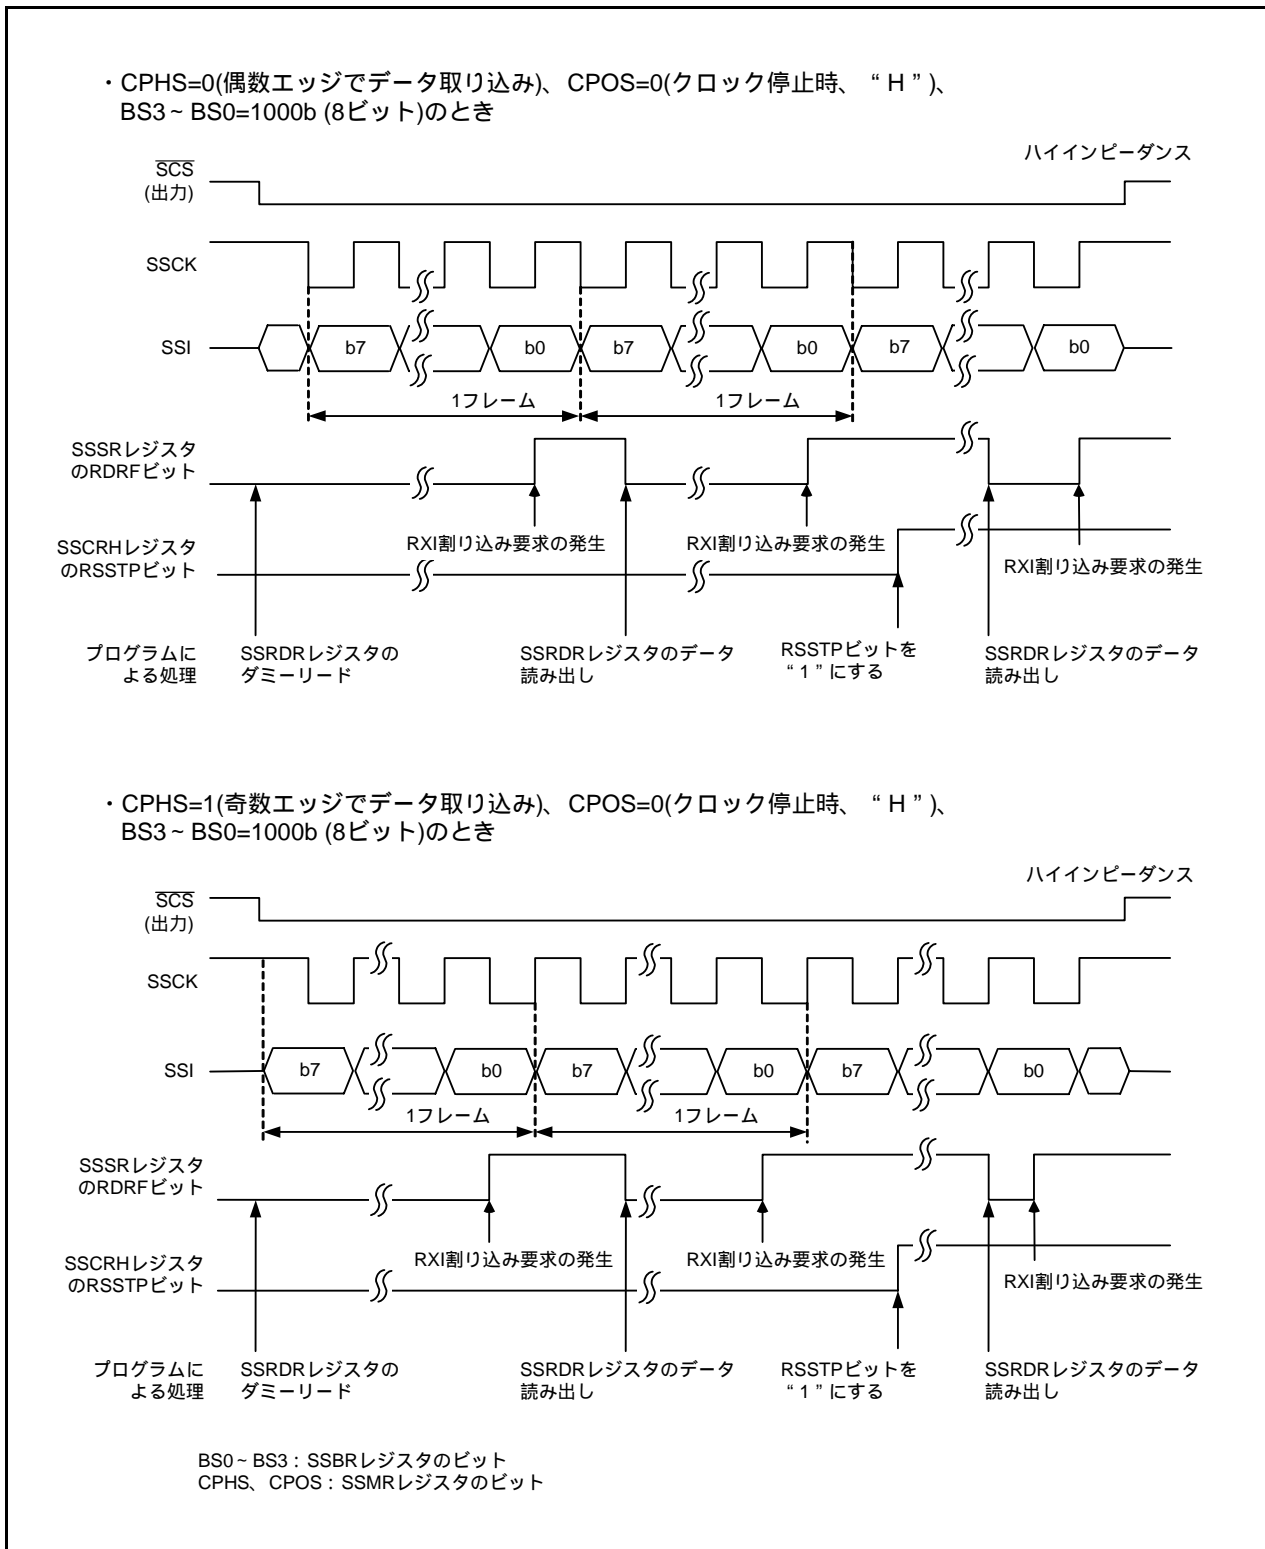 ・CPHS=0(偶数エッジでデータ取り込み)、CPOS=0(クロック停止時、“H”)、
BS3~BS0=1000b (8ビット)のとき
ハイインピーダンス
SCS
(出力)
SSCK
SSI
b7
b0
b7
b0
b7
b0
1フレーム
1フレーム
SSSRレジスタ
のRDRFビット
RXI割り込み要求の発生
RXI割り込み要求の発生
RXI割り込み要求の発生
SSCRHレジスタ
のRSSTPビット
プログラムに
よる処理
SSRDRレジスタの
ダミーリード
SSRDRレジスタのデータ
読み出し
RSSTPビットを
“1”にする
SSRDRレジスタのデータ
読み出し
・CPHS=1(奇数エッジでデータ取り込み)、CPOS=0(クロック停止時、“H”)、
BS3~BS0=1000b (8ビット)のとき
ハイインピーダンス
SCS
(出力)
SSCK
SSI
b7
b0
b7
b0
b7
b0
1フレーム
1フレーム
SSSRレジスタ
のRDRFビット
RXI割り込み要求の発生
RXI割り込み要求の発生
RXI割り込み要求の発生
SSCRHレジスタ
のRSSTPビット
プログラムに
よる処理
SSRDRレジスタの
ダミーリード
SSRDRレジスタのデータ
読み出し
RSSTPビットを
“1”にする
SSRDRレジスタのデータ
読み出し
BS0~BS3:SSBRレジスタのビット
CPHS、CPOS:SSMRレジスタのビット